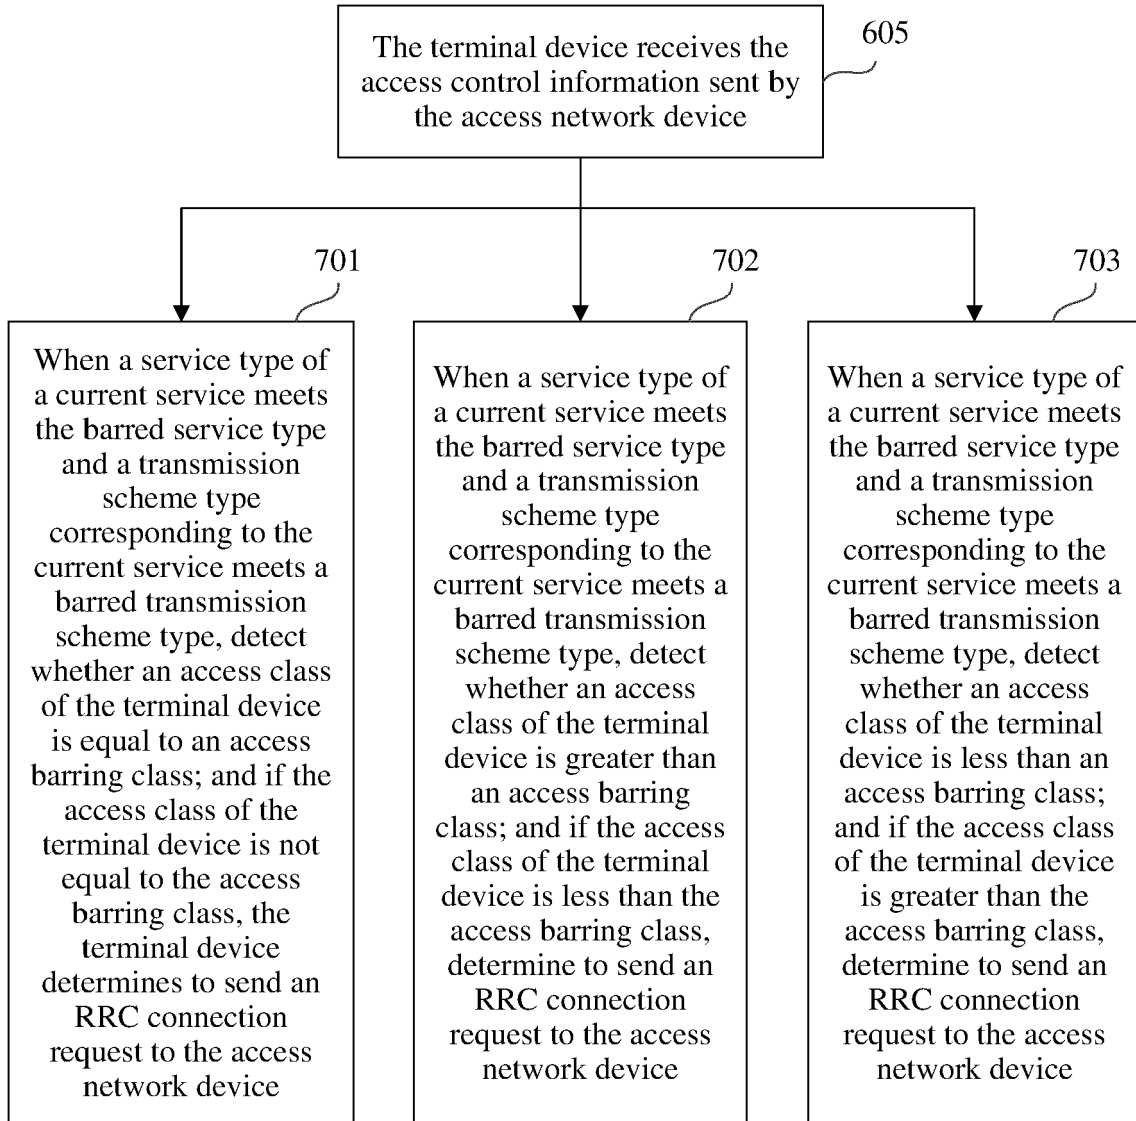 The terminal device receives the
access control information sent by
the access network device
605
701
When a service type of
a current service meets
the barred service type
and a transmission
scheme type
corresponding to the
current service meets a
barred transmission
scheme type, detect
whether an access class
of the terminal device
is equal to an access
barring class; and if the
access class of the
terminal device is not
equal to the access
barring class, the
terminal device
determines to send an
RRC connection
request to the access
network device
702
When a service type of
a current service meets
the barred service type
and a transmission
scheme type
corresponding to the
current service meets a
barred transmission
scheme type, detect
whether an access
class of the terminal
device is greater than
an access barring
class; and if the access
class of the terminal
device is less than the
access barring class,
determine to send an
RRC connection
request to the access
network device
703
When a service type of
a current service meets
the barred service type
and a transmission
scheme type
corresponding to the
current service meets a
barred transmission
scheme type, detect
whether an access
class of the terminal
device is less than an
access barring class;
and if the access class
of the terminal device
is greater than the
access barring class,
determine to send an
RRC connection
request to the access
network device